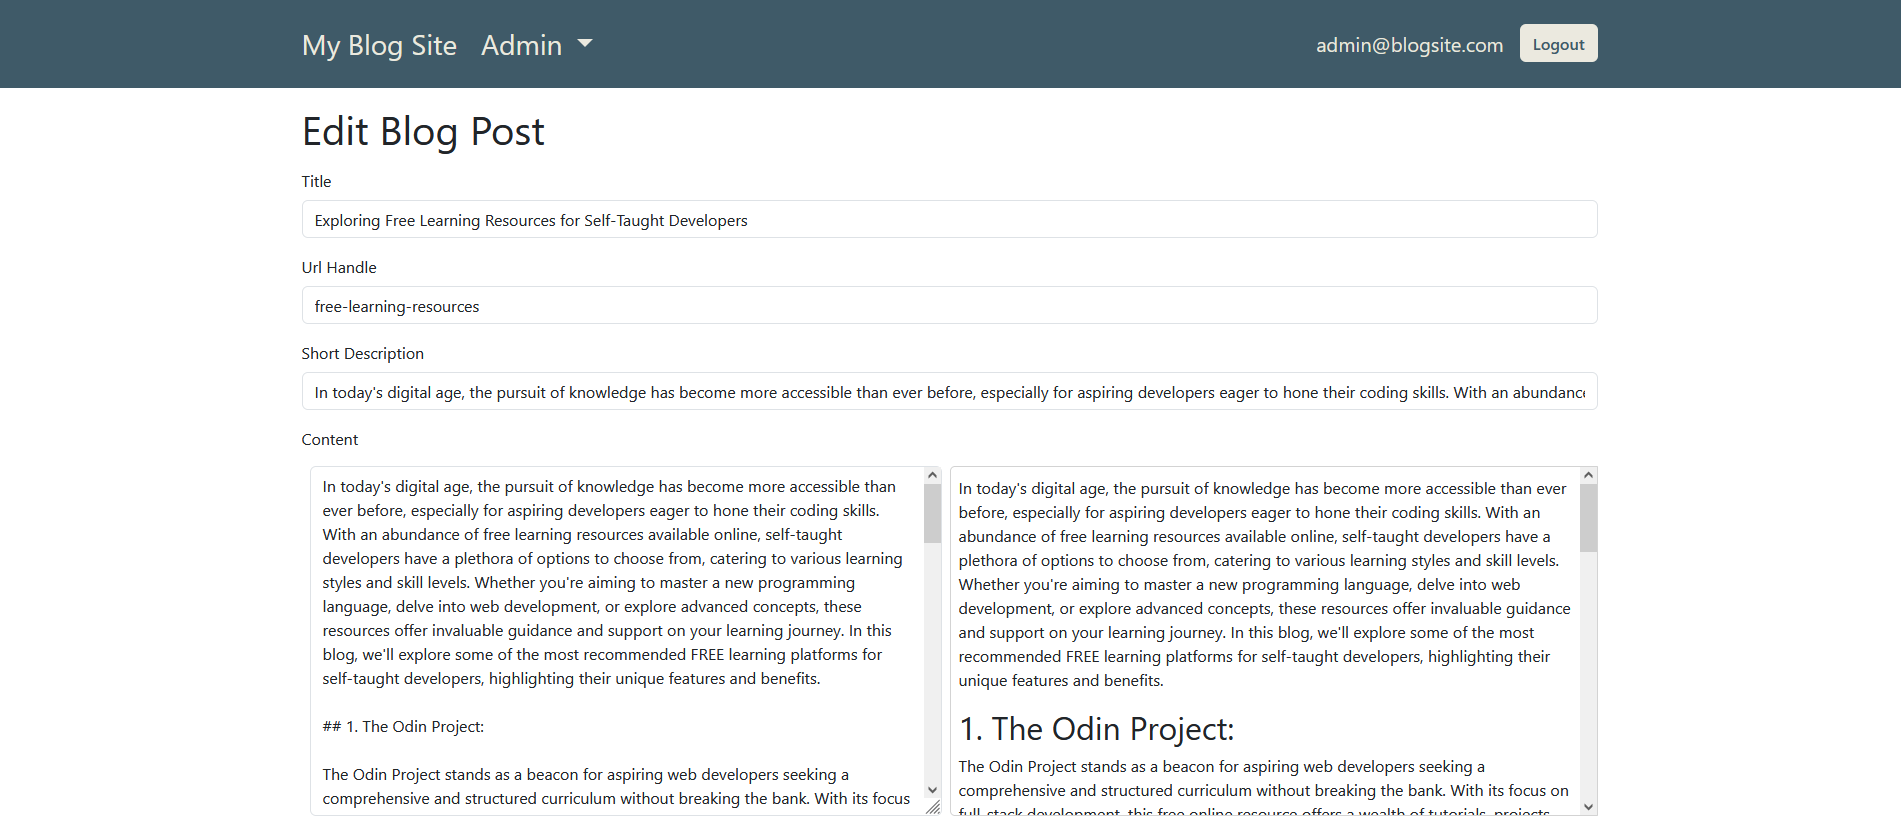 My Blog Site Admin
admin@blogsite.com Logout
Edit Blog Post
Title
Exploring Free Learning Resources for Self-Taught Developers
Url Handle
free-learning-resources
Short Description
In today's digital age, the pursuit of knowledge has become more accessible than ever before, especially for aspiring developers eager to hone their coding skills. With an
Content
In today's digital age, the pursuit of knowledge has become more accessible than
ever before, especially for aspiring developers eager to hone their coding skills.
With an abundance of free learning resources available online, self-taught
developers have a plethora of options to choose from, catering to various learning
styles and skill levels. Whether you're aiming to master a new programming
language, delve into web development, or explore advanced concepts, these
resources offer invaluable guidance and support on your learning journey. In this
blog, we'll explore some of the most recommended FREE learning platforms for
self-taught developers, highlighting their unique features and benefits.
## 1. The Odin Project:
The Odin Project stands as a beacon for aspiring web developers seeking a
comprehensive and structured curriculum without breaking the bank. With its focus
In today's digital age, the pursuit of knowledge has become more accessible than ever
before, especially for aspiring developers eager to hone their coding skills. With an
abundance of free learning resources available online, self-taught developers have a
plethora of options to choose from, catering to various learning styles and skill levels.
Whether you're aiming to master a new programming language, delve into web
development, or explore advanced concepts, these resources offer invaluable guidance
and support on your learning journey. In this blog, we'll explore some of the most
recommended FREE learning platforms for self-taught developers, highlighting their
unique features and benefits.
1. The Odin Project:
The Odin Project stands as a beacon for aspiring web developers seeking a
comprehensive and structured curriculum without breaking the bank. With its focus on
full-stack development, this free online resource offers a wealth of tutorials, projects,